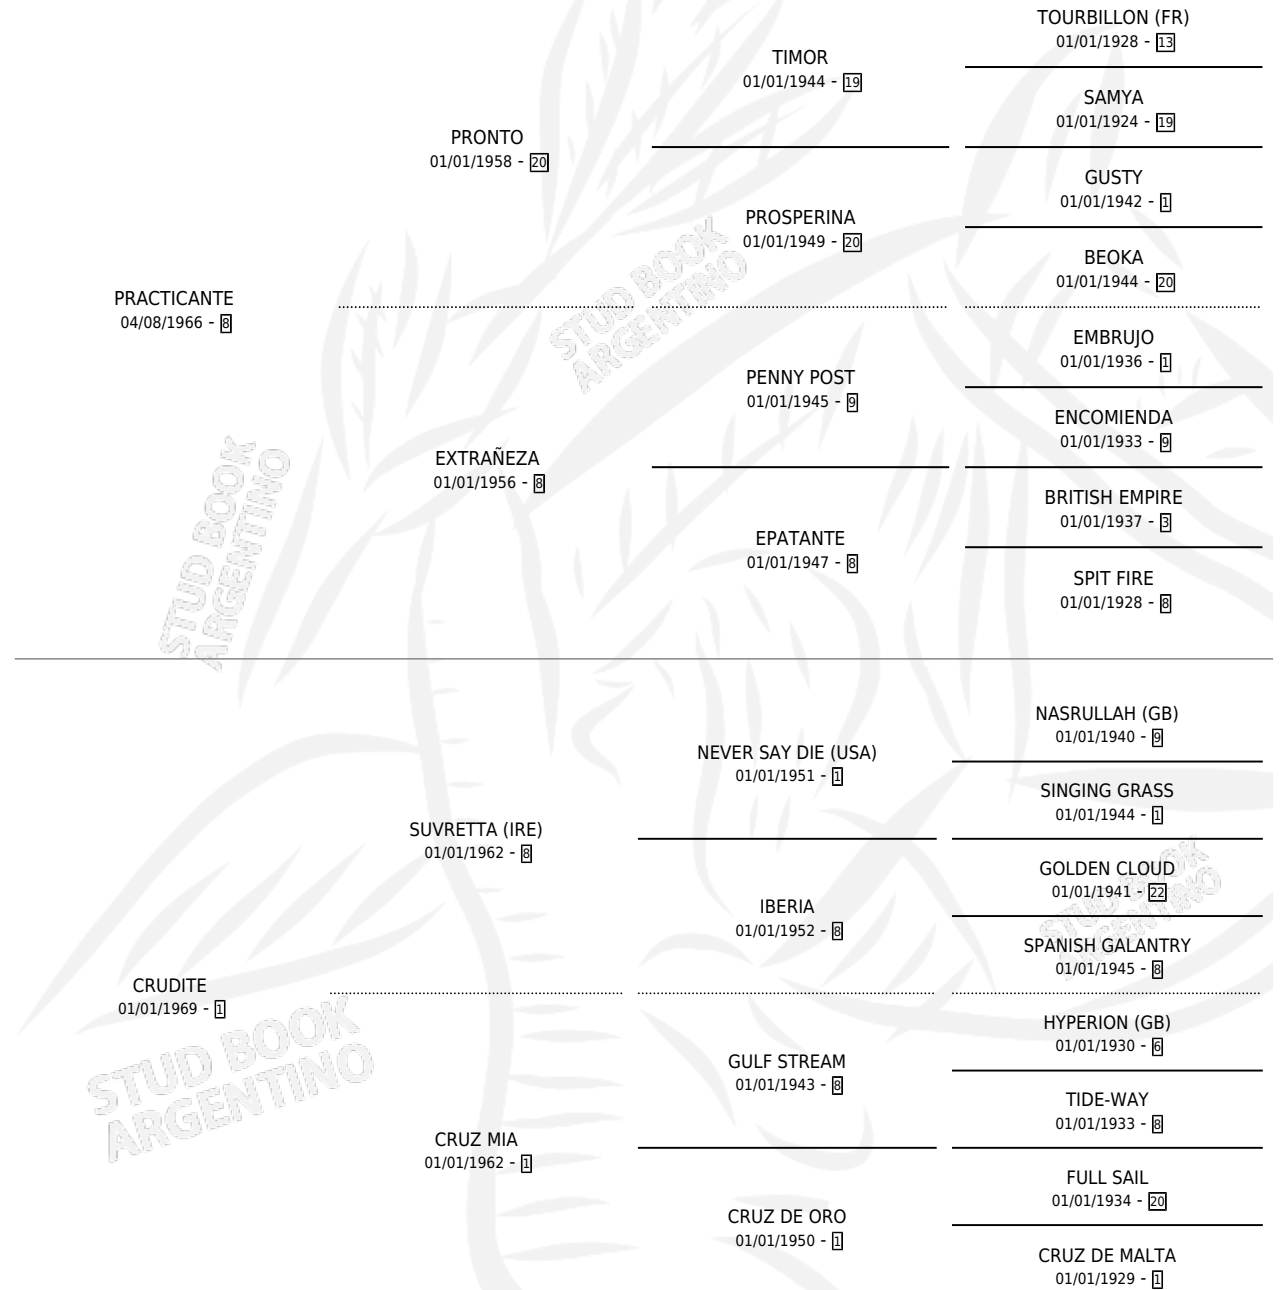 TOURBILLON (FR)
01/01/1928 - 13
TIMOR
01/01/1944 - 19
SAMYA
01/01/1924 - 19
PRONTO
01/01/1958 - 20
GUSTY
01/01/1942 - 1
PROSPERINA
01/01/1949 - 20
BEOKA
01/01/1944 - 20
PRACTICANTE
04/08/1966 - 8
STUD BOOK
ARGENTINO
EMBRUJO
01/01/1936 - 1
PENNY POST
01/01/1945 - 9
ENCOMIENDA
01/01/1933 - 9
EXTRAÑEZA
01/01/1956 - 8
BRITISH EMPIRE
01/01/1937 - 3
EPATANTE
01/01/1947 - 8
SPIT FIRE
01/01/1928 - 8
STUD BOOK
ARGENTINO
NASRULLAH (GB)
01/01/1940 - 9
NEVER SAY DIE (USA)
01/01/1951 - 1
SINGING GRASS
01/01/1944 - 1
SUVRETTA (IRE)
01/01/1962 - 8
GOLDEN CLOUD
01/01/1941 - 22
IBERIA
01/01/1952 - 8
SPANISH GALANTRY
01/01/1945 - 8
STUD BOOK
ARGENTINO
CRUDITE
01/01/1969 - 1
HYPERION (GB)
01/01/1930 - 6
GULF STREAM
01/01/1943 - 8
TIDE-WAY
01/01/1933 - 8
STUD BOOK
ARGENTINO
CRUZ MIA
01/01/1962 - 1
FULL SAIL
01/01/1934 - 20
CRUZ DE ORO
01/01/1950 - 1
CRUZ DE MALTA
01/01/1929 - 1